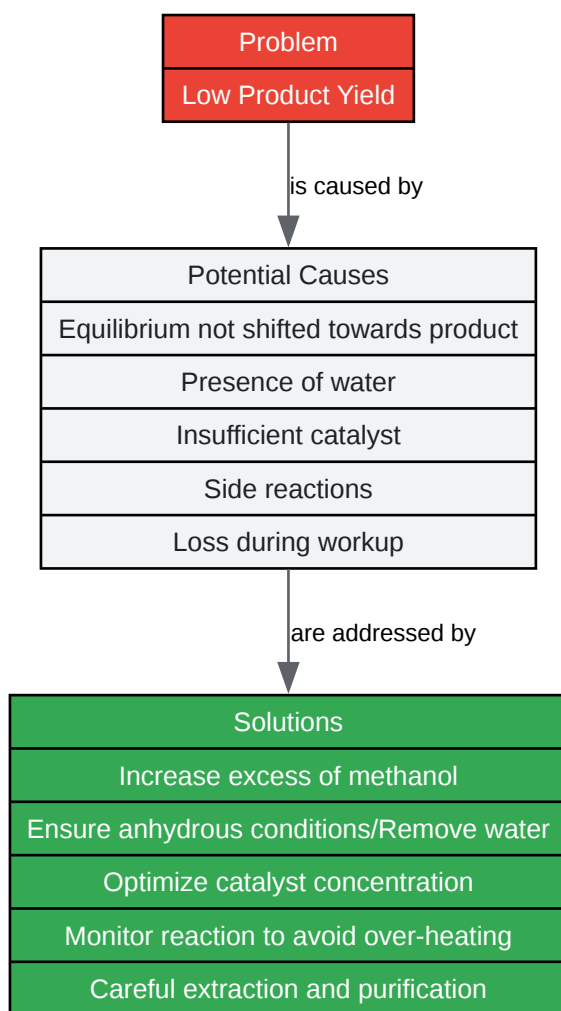 Problem
Low Product Yield
is caused by
Potential Causes
Equilibrium not shifted towards product
Presence of water
Insufficient catalyst
Side reactions
Loss during workup
are addressed by
Solutions
Increase excess of methanol
Ensure anhydrous conditions/Remove water
Optimize catalyst concentration
Monitor reaction to avoid over-heating
Careful extraction and purification